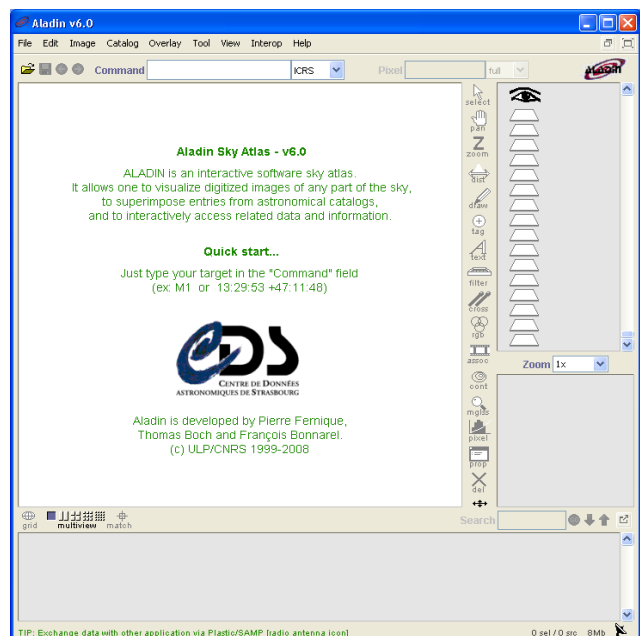 Aladin v6.0
File Edit Image Catalog Overlay Tool View Interop Help
Command ICRS Pixel full ALADIN
Aladin Sky Atlas - v6.0
ALADIN is an interactive software sky atlas.
It allows one to visualize digitized images of any part of the sky,
to superimpose entries from astronomical catalogs,
and to interactively access related data and information.
Quick start...
Just type your target in the "Command" field
(ex: M1 or 13:29:53 +47:11:48)
CDS
CENTRE DE DONNÉES
ASTRONOMIQUES DE STRASBOURG
Aladin is developed by Pierre Fernique,
Thomas Boch and François Bonnarel.
(c) ULP/CNRS 1999-2008
select
pan
Z
zoom
dist
draw
tag
A
text
filter
cross
rgb
assoc
cont
mglss
pixel
prop
del
Zoom 1x
grid multiview match
Search
TIP: Exchange data with other application via Plastic/SAMP [radio antenna icon]
0 sel / 0 src 8Mb